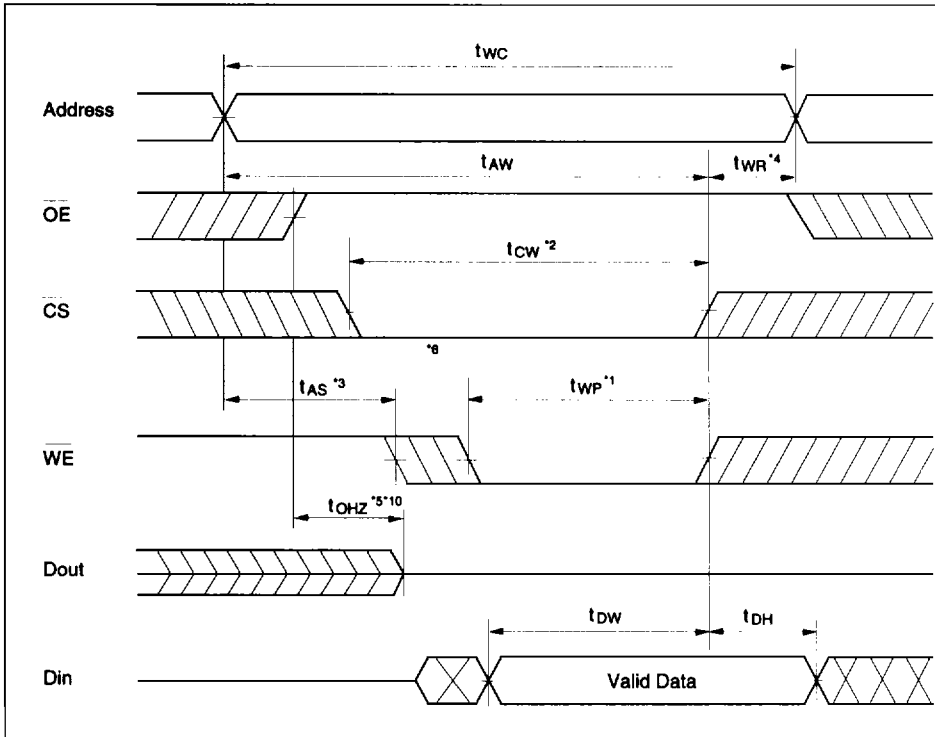 tWC
Address
tAW
tWR*4
OE
tCW*2
CS
*6
tAS*3
tWP*1
WE
tOHZ*5*10
Dout
tDW
tDH
Din
Valid Data